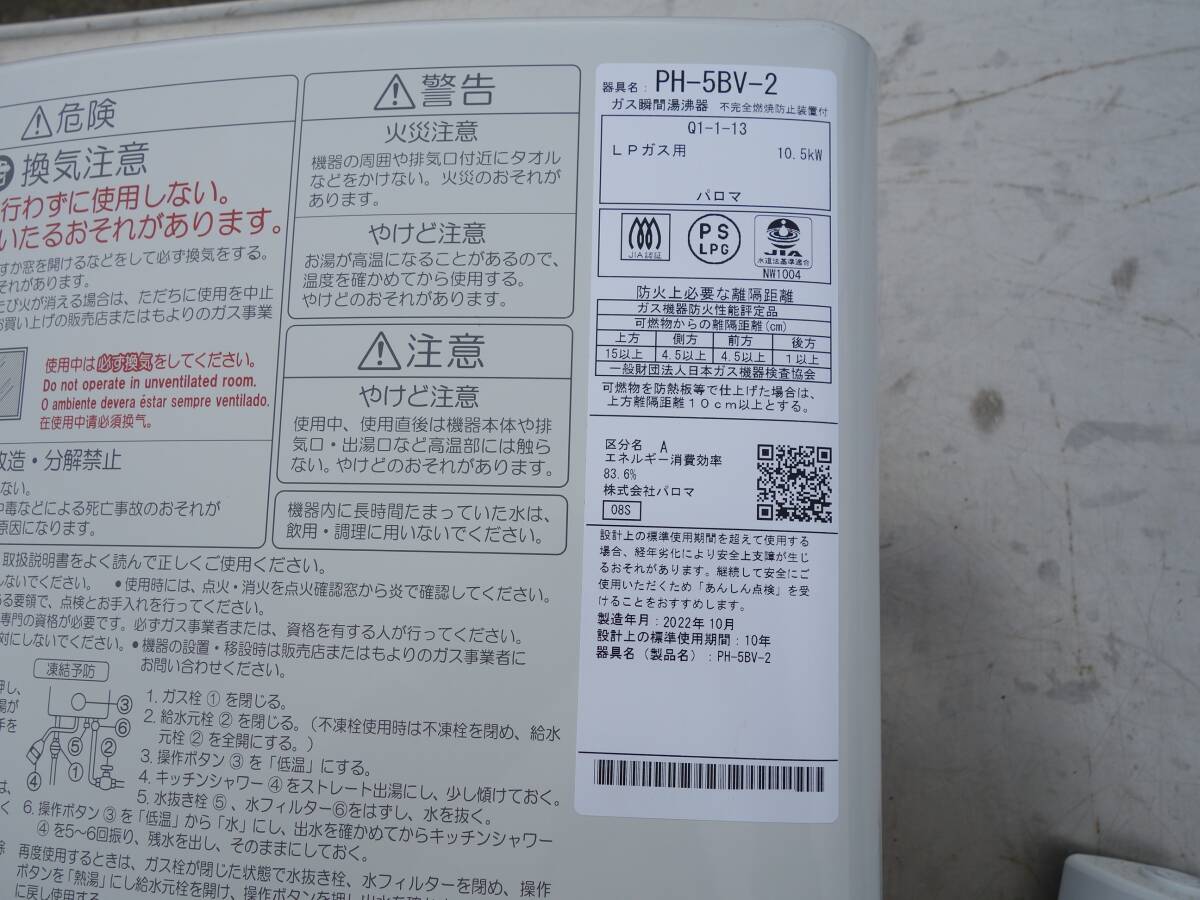 危険
換気注意
行わずに使用しない。
いたるおそれがあります。
すか窓を開けるなどをして必ず換気をする。
それがあります。
たび火が消える場合は、ただちに使用を中止
お買い上げの販売店またはもよりのガス事業
使用中は必ず換気をしてください。
Do not operate in unventilated room.
O ambiente devera éstar sempre ventilado.
在使用中请必须换气。
改造・分解禁止
ない。
中毒などによる死亡事故のおそれが
原因になります。
警告
火災注意
機器の周囲や排気口付近にタオル
などをかけない。火災のおそれが
あります。
やけど注意
お湯が高温になることがあるので、
温度を確かめてから使用する。
やけどのおそれがあります。
注意
やけど注意
使用中、使用直後は機器本体や排
気口・出湯口など高温部には触ら
ない。やけどのおそれがあります。
機器内に長時間たまっていた水は、
飲用・調理に用いないでください。
取扱説明書をよく読んで正しくご使用ください。
しないでください。 ●使用時には、点火・消火を点火確認窓から炎で確認してください。
ある要領で、点検とお手入れを行ってください。
専門の資格が必要です。必ずガス事業者または、資格を有する人が行ってください。
対にしないでください。●機器の設置・移設時は販売店またはもよりのガス事業者に
お問い合わせください。
凍結予防
③
⑥
⑤
②
①
④
1. ガス栓 ① を閉じる。
2. 給水元栓 ② を閉じる。（不凍栓使用時は不凍栓を閉め、給水
元栓 ② を全開にする。）
3. 操作ボタン ③ を「低温」にする。
4. キッチンシャワー ④ をストレート出湯にし、少し傾けておく。
5. 水抜き栓 ⑤ 、水フィルター⑥をはずし、水を抜く。
6. 操作ボタン ③ を「低温」から「水」にし、出水を確かめてからキッチンシャワー
④ を5～6回振り、残水を出し、そのままにしておく。
再度使用するときは、ガス栓が閉じた状態で水抜き栓、水フィルターを閉め、操作
ボタンを「熱湯」にし給水元栓を開け、操作ボタンを押し出水を
器具名： PH-5BV-2
ガス瞬間湯沸器 不完全燃焼防止装置付
Q1-1-13
ＬＰガス用 10.5kW
パロマ
JIA認証
PS
LPG
JIA
水道法基準適合
NW1004
防火上必要な離隔距離
ガス機器防火性能評定品
可燃物からの離隔距離(cm)
上方 側方 前方 後方
15以上 4.5以上 4.5以上 1以上
一般財団法人日本ガス機器検査協会
可燃物を防熱板等で仕上げた場合は、
上方離隔距離１０ｃｍ以上とする。
区分名 A
エネルギー消費効率
83.6%
株式会社パロマ
08S
設計上の標準使用期間を超えて使用する
場合、経年劣化により安全上支障が生じ
るおそれがあります。継続して安全にご
使用いただくため「あんしん点検」を受
けることをおすすめします。
製造年月：2022年10月
設計上の標準使用期間：10年
器具名（製品名）：PH-5BV-2